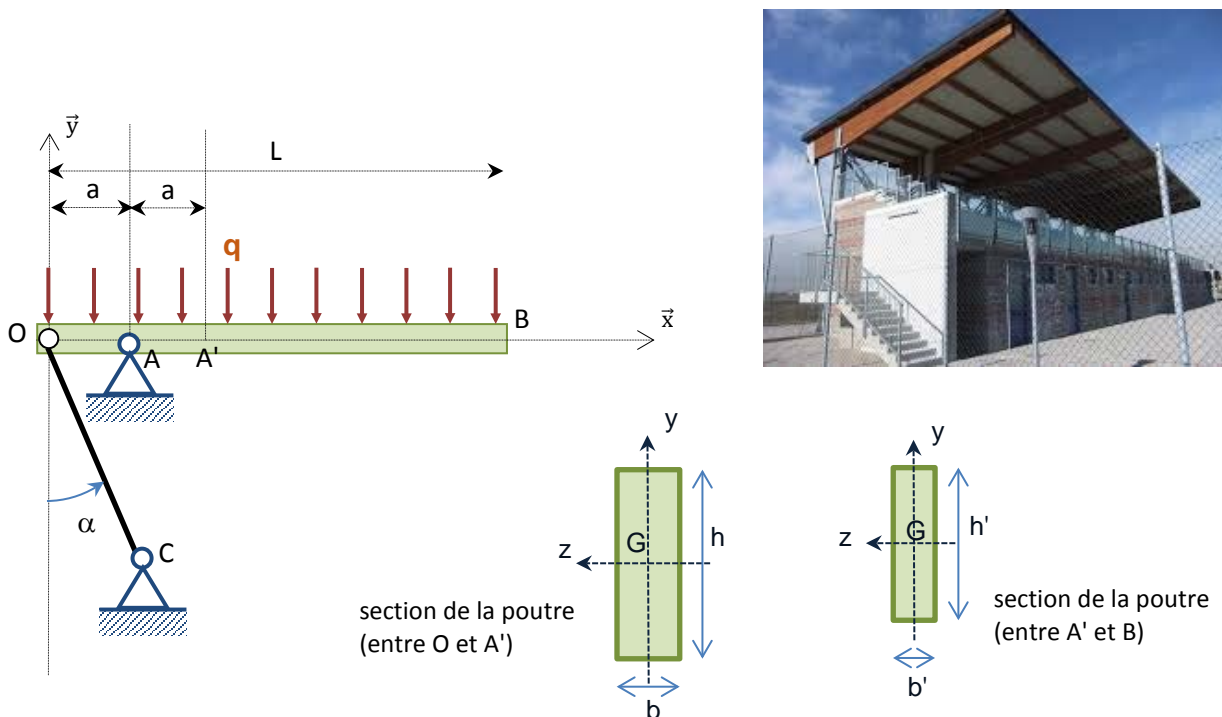 y⃗
L
a a
q
O A A' B x⃗
α
C
y
z G h
section de la poutre
(entre O et A')
b
y
z G h'
section de la poutre
(entre A' et B)
b'